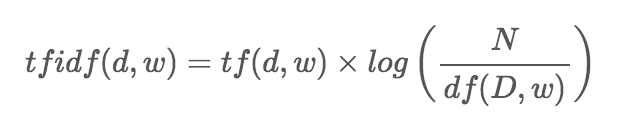 tfidf(d, w) = tf(d, w) × log(N / df(D, w))